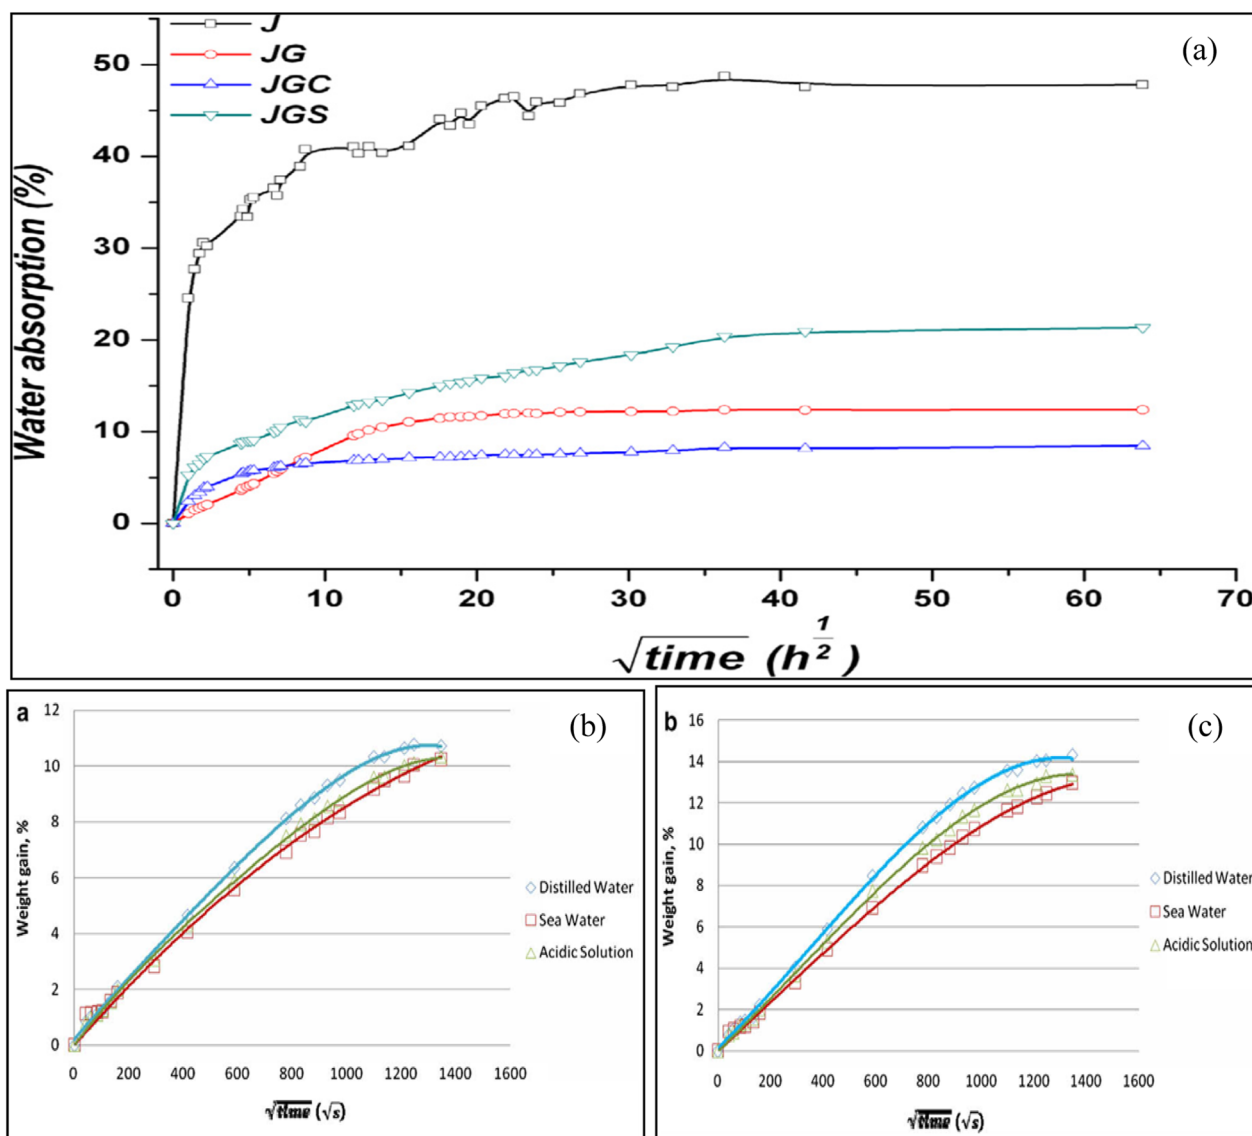 J
JG
JGC
JGS
(a)
50
40
30
20
10
0
Water absorption (%)
0 10 20 30 40 50 60 70
√time (h^1/2)
a
(b)
12
10
8
6
4
2
0
Weight gain, %
0 200 400 600 800 1000 1200 1400 1600
√time (√s)
Distilled Water
Sea Water
Acidic Solution
b
(c)
16
14
12
10
8
6
4
2
0
Weight gain, %
0 200 400 600 800 1000 1200 1400 1600
√time (√s)
Distilled Water
Sea Water
Acidic Solution